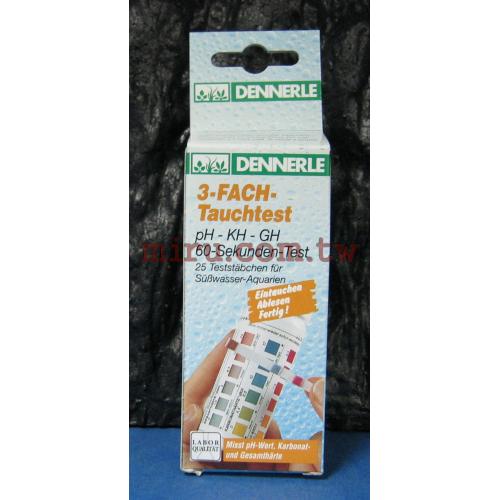 DENNERLE
DENNERLE
3-FACH-
Tauchtest
pH - KH - GH
miru.com.tw
60-Sekunden-Test
25 Teststäbchen für
Süßwasser-Aquarien
Eintauchen
Ablesen
Fertig!
LABOR
QUALITÄT
Misst pH-Wert, Karbonat-
und Gesamthärte